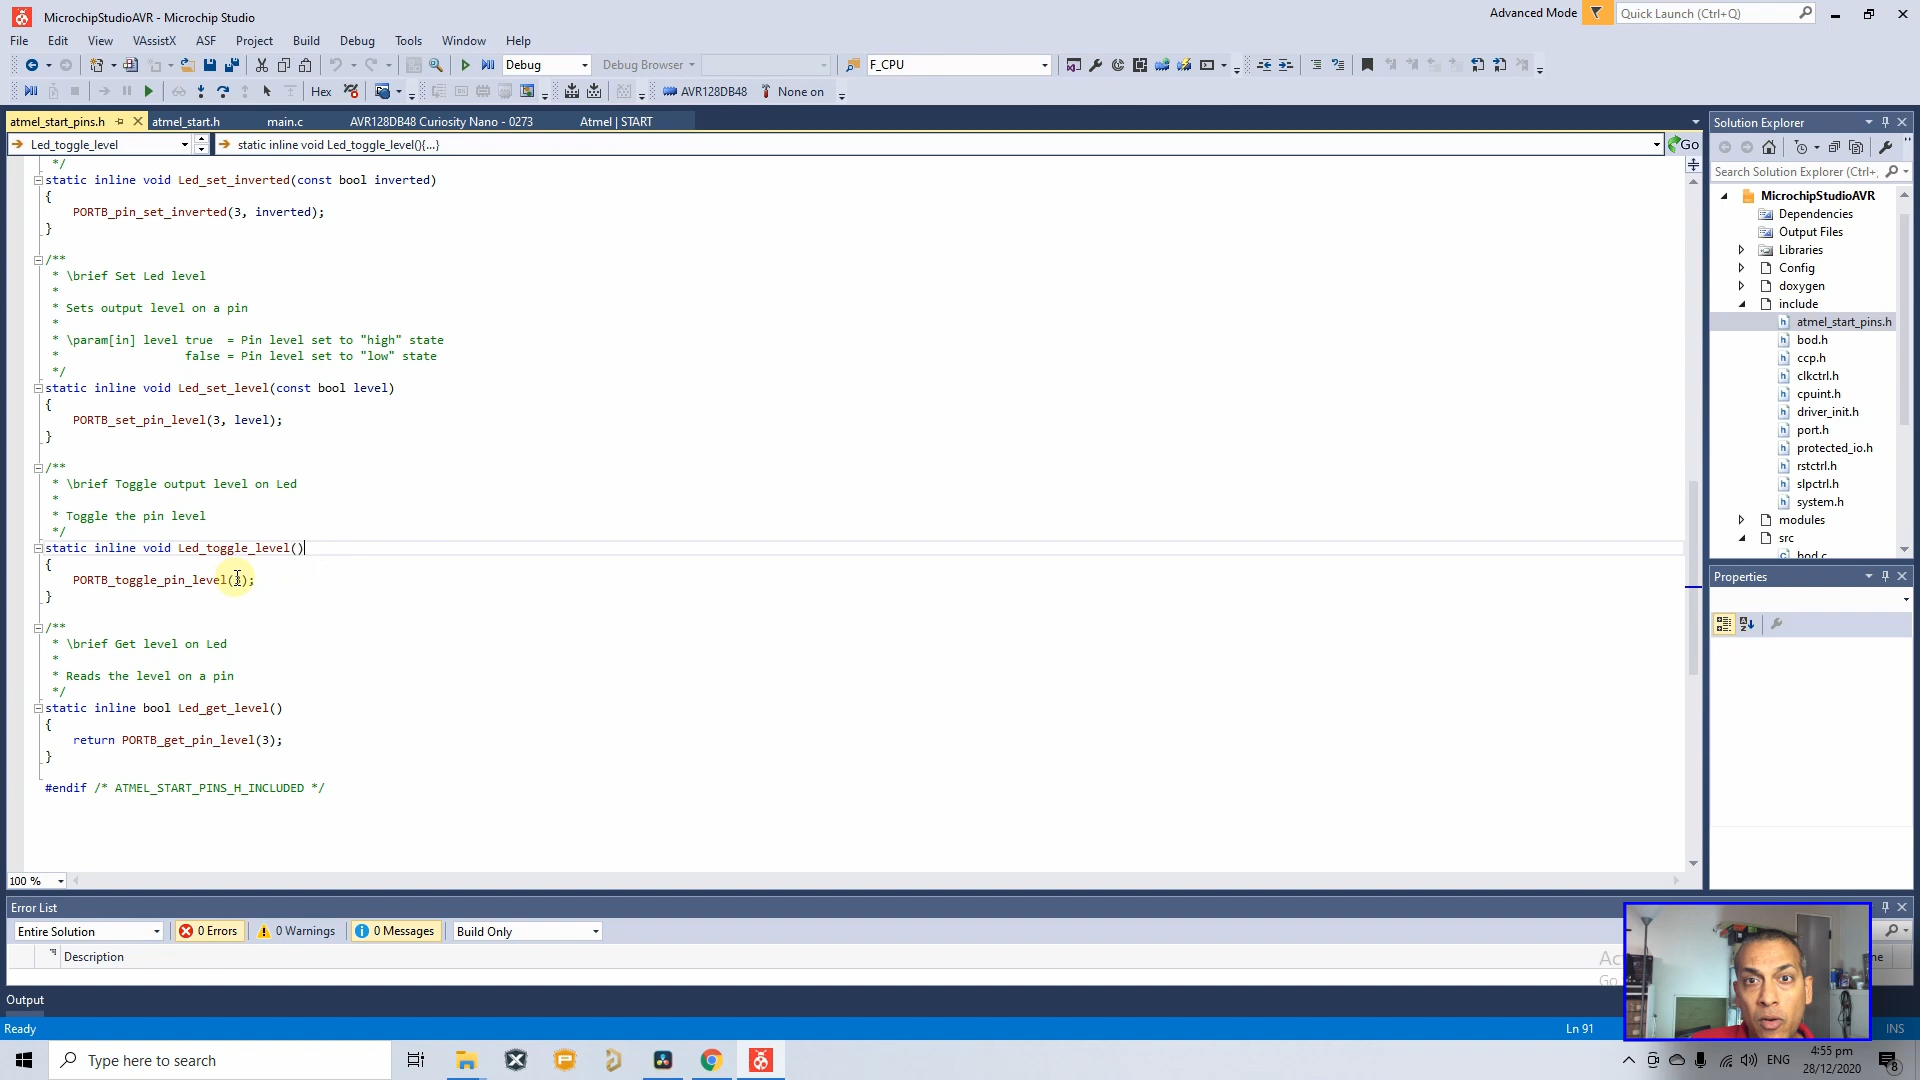 MicrochipStudioAVR - Microchip Studio
Advanced Mode
Quick Launch (Ctrl+Q)
File Edit View VAssistX ASF Project Build Debug Tools Window Help
Debug
Debug Browser
F_CPU
Hex
AVR128DB48
None on
atmel_start_pins.h
atmel_start.h
main.c
AVR128DB48 Curiosity Nano - 0273
Atmel | START
Led_toggle_level
static inline void Led_toggle_level(){...}
Go
*/
static inline void Led_set_inverted(const bool inverted)
{
PORTB_pin_set_inverted(3, inverted);
}
/**
* \brief Set Led level
*
* Sets output level on a pin
*
* \param[in] level true = Pin level set to "high" state
* false = Pin level set to "low" state
*/
static inline void Led_set_level(const bool level)
{
PORTB_set_pin_level(3, level);
}
/**
* \brief Toggle output level on Led
*
* Toggle the pin level
*/
static inline void Led_toggle_level()
{
PORTB_toggle_pin_level(3);
}
/**
* \brief Get level on Led
*
* Reads the level on a pin
*/
static inline bool Led_get_level()
{
return PORTB_get_pin_level(3);
}
#endif /* ATMEL_START_PINS_H_INCLUDED */
100 %
Solution Explorer
Search Solution Explorer (Ctrl+;
MicrochipStudioAVR
Dependencies
Output Files
Libraries
Config
doxygen
include
atmel_start_pins.h
bod.h
ccp.h
clkctrl.h
cpuint.h
driver_init.h
port.h
protected_io.h
rstctrl.h
slpctrl.h
system.h
modules
src
bod.c
Properties
Error List
Entire Solution
0 Errors
0 Warnings
0 Messages
Build Only
Description
Output
Ready
Ln 91
INS
Type here to search
ENG
4:55 pm
28/12/2020
8